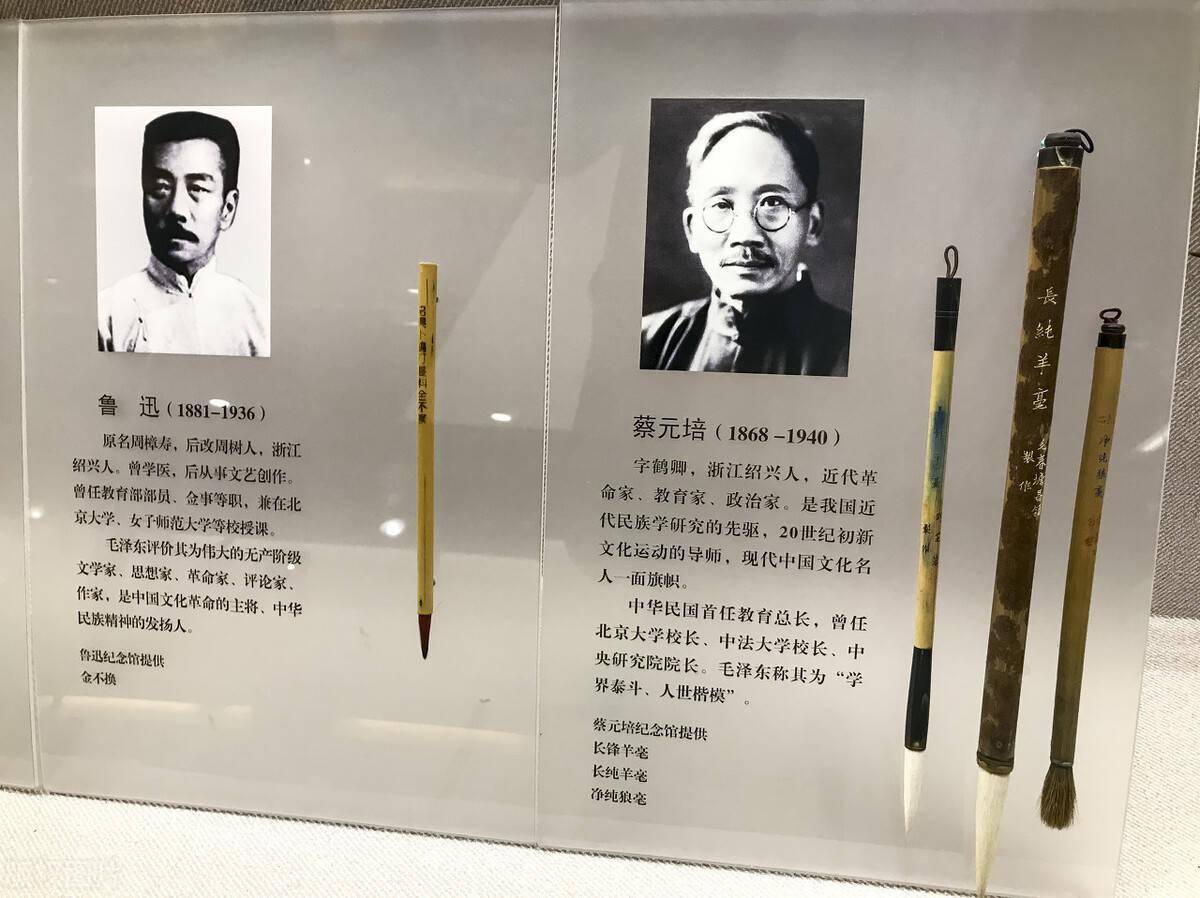 鲁 迅（1881-1936）
原名周樟寿，后改周树人，浙江
绍兴人。曾学医，后从事文艺创作。
曾任教育部部员、佥事等职，兼在北
京大学、女子师范大学等校授课。
毛泽东评价其为伟大的无产阶级
文学家、思想家、革命家、评论家、
作家，是中国文化革命的主将、中华
民族精神的发扬人。
鲁迅纪念馆提供
金不换
蔡元培（1868-1940）
字鹤卿，浙江绍兴人，近代革
命家、教育家、政治家。是我国近
代民族学研究的先驱，20世纪初新
文化运动的导师，现代中国文化名
人一面旗帜。
中华民国首任教育总长，曾任
北京大学校长、中法大学校长、中
央研究院院长。毛泽东称其为“学
界泰斗、人世楷模”。
蔡元培纪念馆提供
长锋羊毫
长纯羊毫
净纯狼毫
長純羊毫
製作